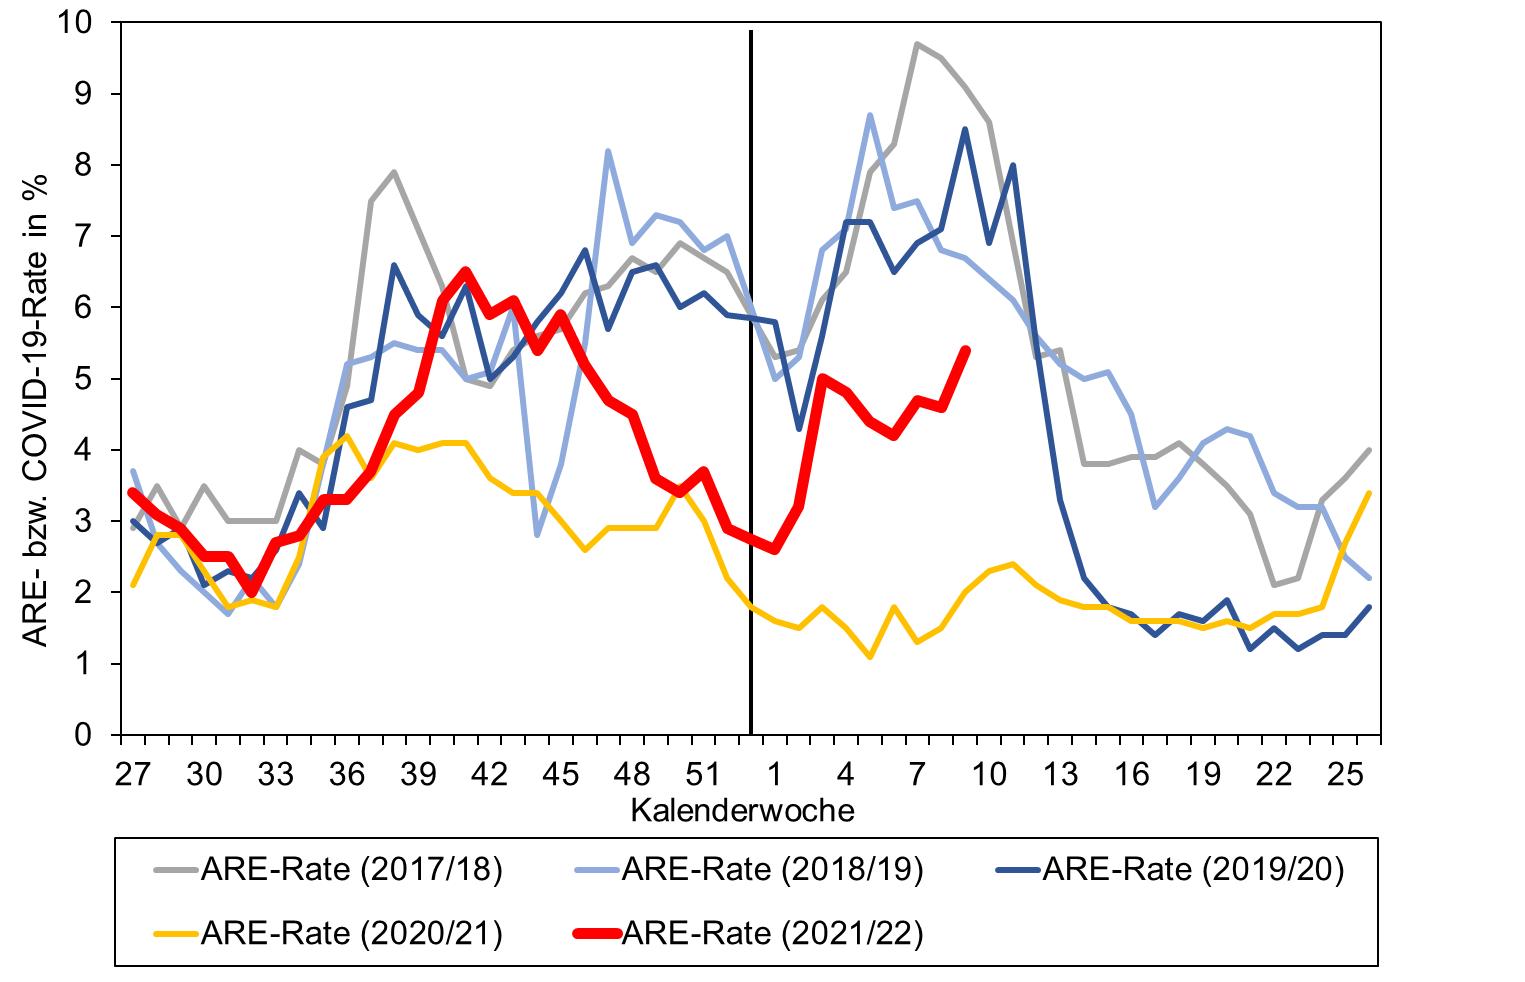 10
9
8
7
6
5
4
3
2
1
0
ARE- bzw. COVID-19-Rate in %
27 30 33 36 39 42 45 48 51 1 4 7 10 13 16 19 22 25
Kalenderwoche
ARE-Rate (2017/18) ARE-Rate (2018/19) ARE-Rate (2019/20)
ARE-Rate (2020/21) ARE-Rate (2021/22)